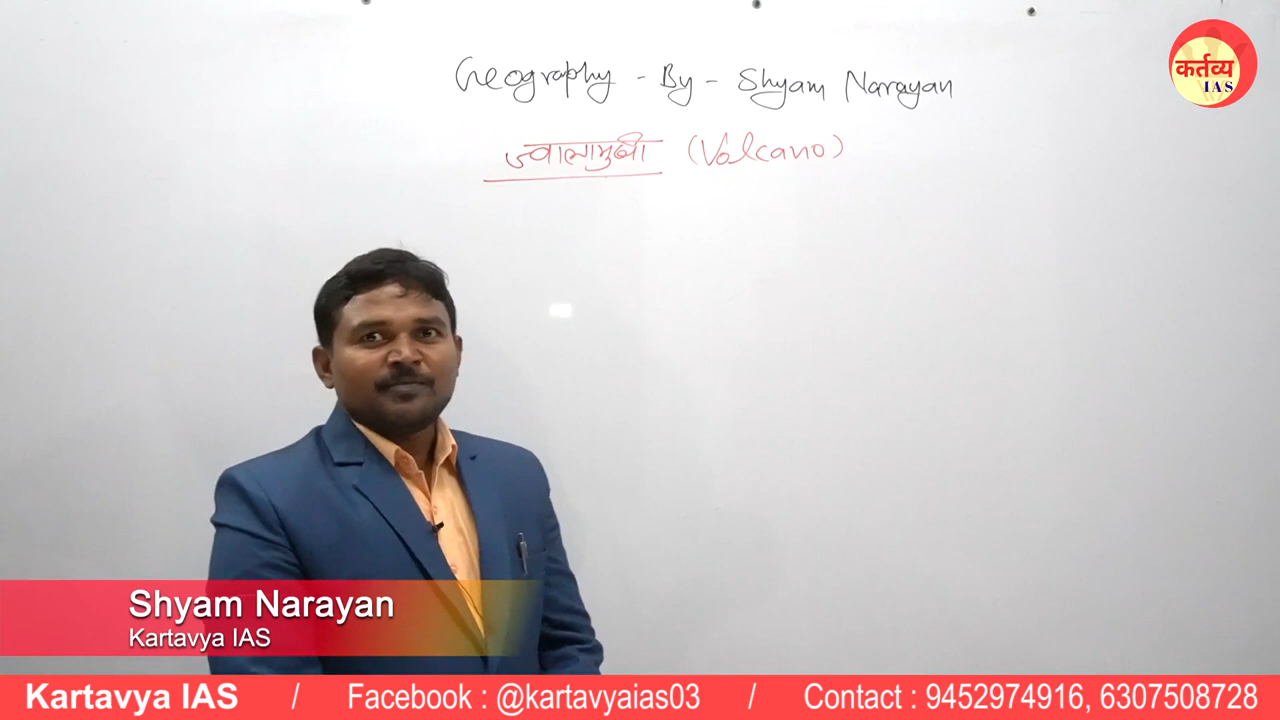 Geography - By - Shyam Narayan
कर्तव्य
IAS
ज्वालामुखी (Volcano)
Shyam Narayan
Kartavya IAS
Kartavya IAS / Facebook : @kartavyaias03 / Contact : 9452974916, 6307508728